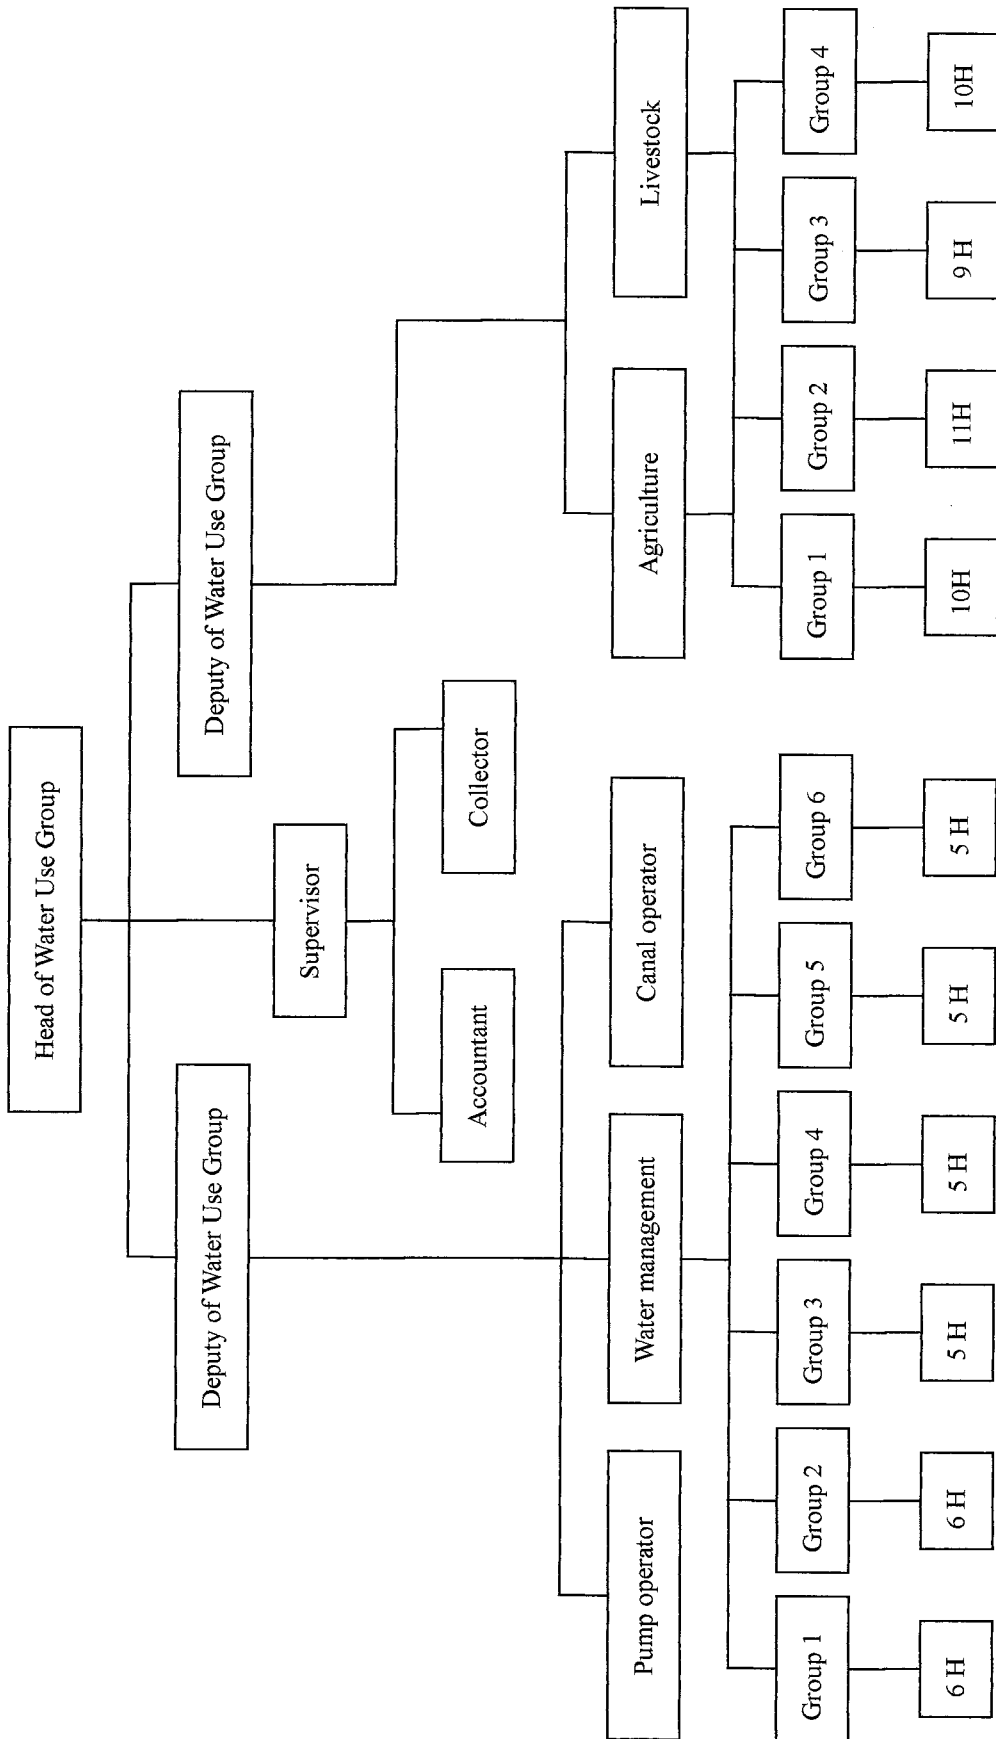 Head of Water Use Group
Deputy of Water Use Group
Deputy of Water Use Group
Supervisor
Accountant
Collector
Pump operator
Water management
Canal operator
Agriculture
Livestock
Group 1
Group 2
Group 3
Group 4
Group 5
Group 6
Group 1
Group 2
Group 3
Group 4
6 H
6 H
5 H
5 H
5 H
5 H
10H
11H
9 H
10H